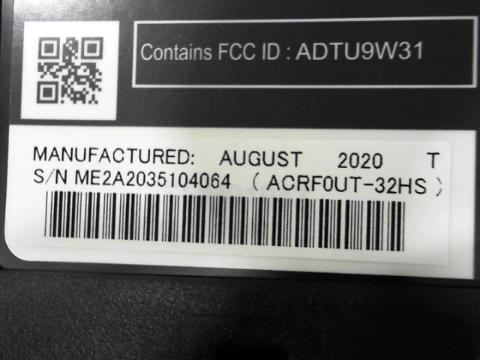 Contains FCC ID : ADTU9W31
MANUFACTURED: AUGUST 2020 T
S/N ME2A2035104064 ( ACRF0UT-32HS )